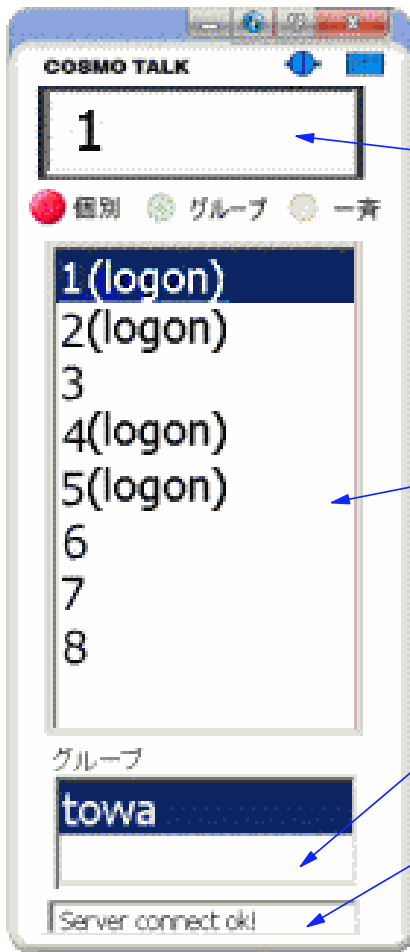 COSMO TALK
1
個別 グループ 一斉
1(logon)
2(logon)
3
4(logon)
5(logon)
6
7
8
グループ
towa
Server connect ok!